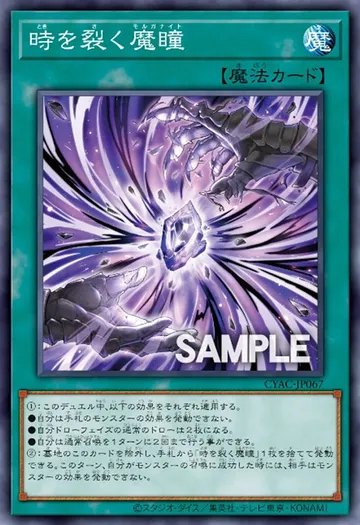 とき さ モルガナイト
時を裂く魔瞳
魔
【魔法カード】
SAMPLE
CYAC-JP067
①:このデュエル中、以下の効果をそれぞれ適用する。
●自分は手札のモンスターの効果を発動できない。
●自分ドローフェイズの通常のドローは2枚になる。
●自分は通常召喚を1ターンに2回まで行う事ができる。
②:墓地のこのカードを除外し、手札から「時を裂く魔瞳」1枚を捨てて発動
できる。このターン、自分がモンスターの召喚に成功した時には、相手はモンス
ターの効果を発動できない。
©スタジオ・ダイス/集英社・テレビ東京・KONAMI